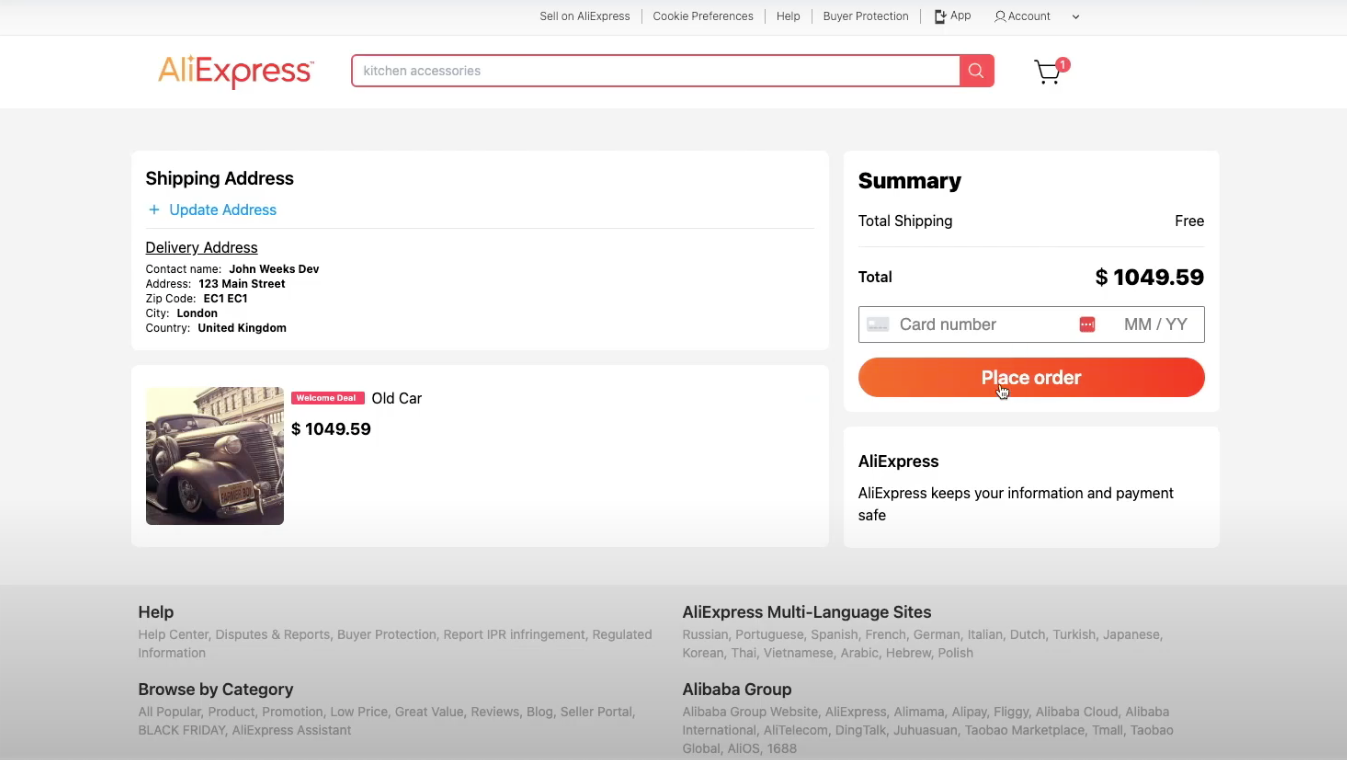 Sell on AliExpress
Cookie Preferences
Help
Buyer Protection
App
Account
AliExpress™
kitchen accessories
1
Shipping Address
+ Update Address
Delivery Address
Contact name: John Weeks Dev
Address: 123 Main Street
Zip Code: EC1 EC1
City: London
Country: United Kingdom
Summary
Total Shipping Free
Total $ 1049.59
Card number MM / YY
Place order
Welcome Deal Old Car
$ 1049.59
AliExpress
AliExpress keeps your information and payment
safe
Help
Help Center, Disputes & Reports, Buyer Protection, Report IPR infringement, Regulated
Information
AliExpress Multi-Language Sites
Russian, Portuguese, Spanish, French, German, Italian, Dutch, Turkish, Japanese,
Korean, Thai, Vietnamese, Arabic, Hebrew, Polish
Browse by Category
All Popular, Product, Promotion, Low Price, Great Value, Reviews, Blog, Seller Portal,
BLACK FRIDAY, AliExpress Assistant
Alibaba Group
Alibaba Group Website, AliExpress, Alimama, Alipay, Fliggy, Alibaba Cloud, Alibaba
International, AliTelecom, DingTalk, Juhuasuan, Taobao Marketplace, Tmall, Taobao
Global, AliOS, 1688